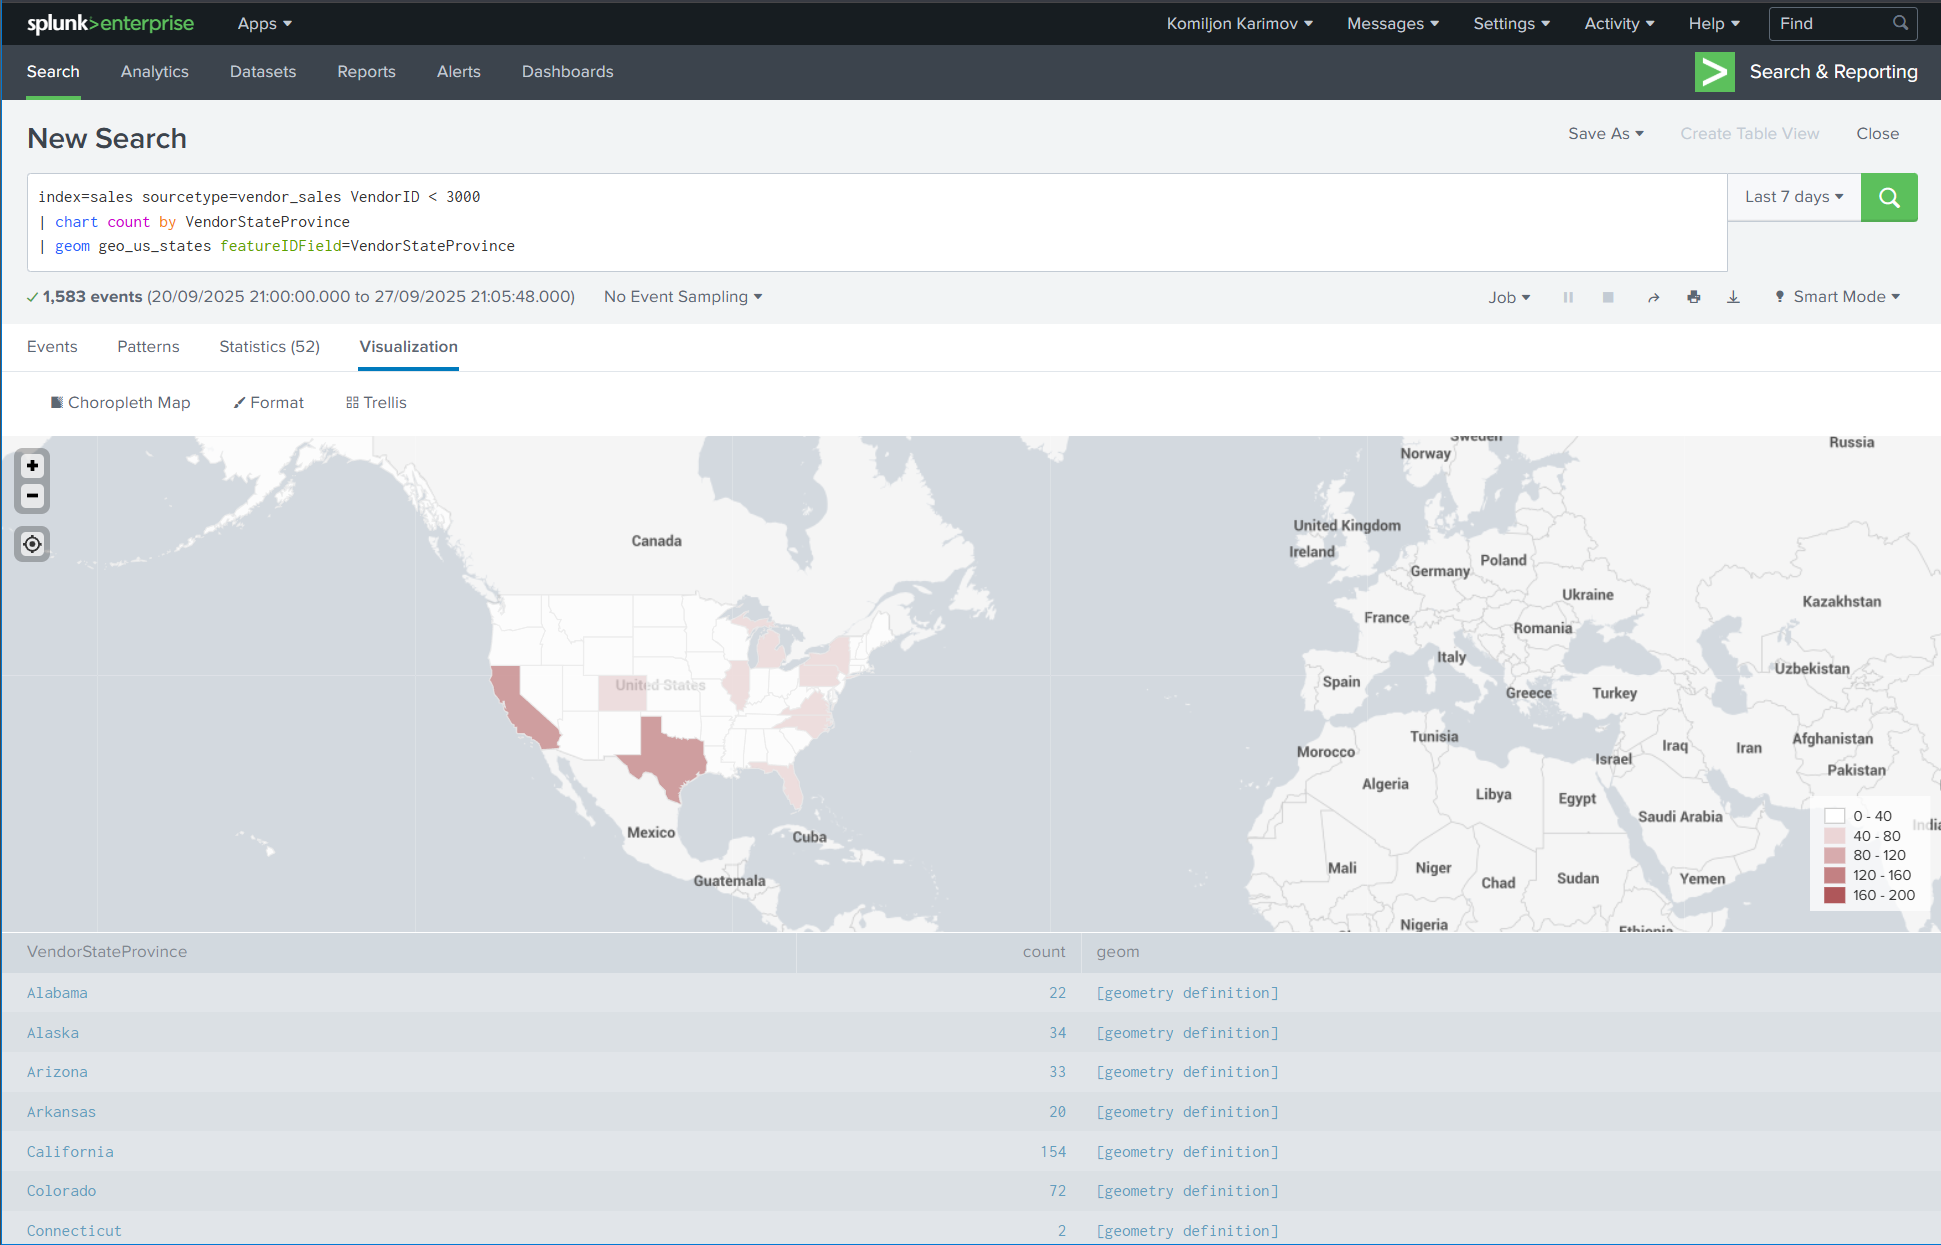 splunk>enterprise Apps Komiljon Karimov Messages Settings Activity Help Find
Search Analytics Datasets Reports Alerts Dashboards > Search & Reporting
New Search Save As Create Table View Close
index=sales sourcetype=vendor_sales VendorID < 3000 Last 7 days
| chart count by VendorStateProvince
| geom geo_us_states featureIDField=VendorStateProvince
✓ 1,583 events (20/09/2025 21:00:00.000 to 27/09/2025 21:05:48.000) No Event Sampling Job Smart Mode
Events Patterns Statistics (52) Visualization
Choropleth Map Format Trellis
Sweden
Russia
Norway
Canada
United Kingdom
Ireland
Poland
Germany
Ukraine
Kazakhstan
France
Romania
Italy
Uzbekistan
United States
Spain
Greece
Turkey
Tunisia
Morocco
Iraq
Iran
Afghanistan
Israel
Pakistan
Algeria
Libya
Egypt
Saudi Arabia
Mexico
Cuba
Mali
Niger
Chad
Sudan
Yemen
Guatemala
Nigeria
Ethiopia
0 - 40
40 - 80
80 - 120
120 - 160
160 - 200
VendorStateProvince count geom
Alabama 22 [geometry definition]
Alaska 34 [geometry definition]
Arizona 33 [geometry definition]
Arkansas 20 [geometry definition]
California 154 [geometry definition]
Colorado 72 [geometry definition]
Connecticut 2 [geometry definition]